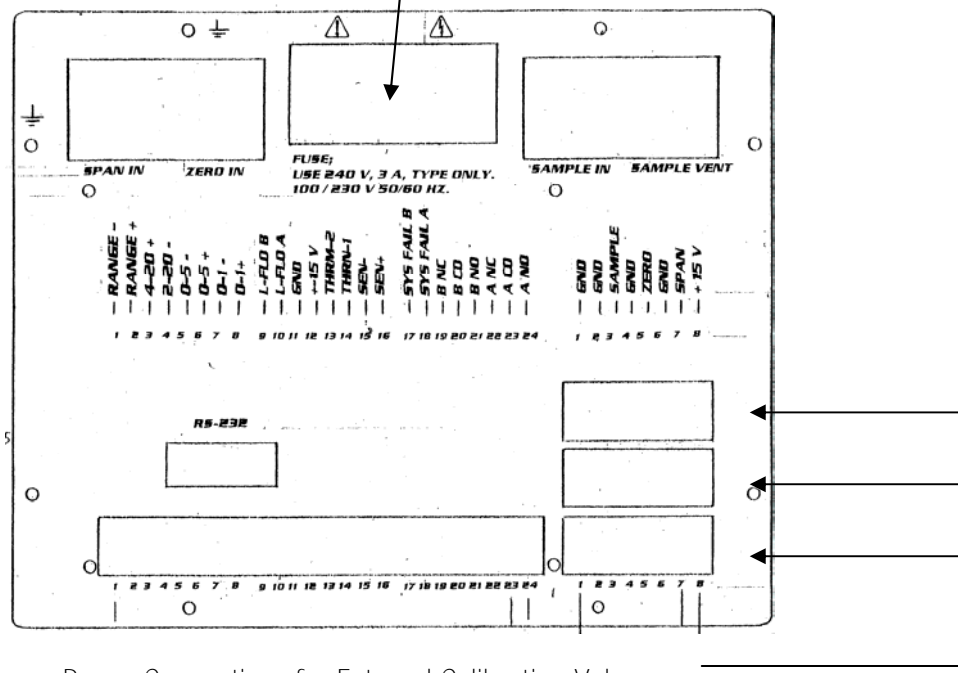 SPAN IN ZERO IN
FUSE;
USE 240 V, 3 A, TYPE ONLY.
100 / 230 V 50/60 HZ.
SAMPLE IN SAMPLE VENT
RANGE -
RANGE +
4-20 +
2-20 -
0-5 -
0-5 +
0-1 -
0-1+
L-FLO B
L-FLO A
GND
+-15 V
THRM-2
THRN-1
SEN-
SEN+
SYS FAIL B
SYS FAIL A
B NC
B CO
B NO
A NC
A CO
A NO
GND
GND
SAMPLE
GND
ZERO
GND
SPAN
+ 15 V
1 2 3 4 5 6 7 8 9 10 11 12 13 14 15 16 17 18 19 20 21 22 23 24
1 2 3 4 5 6 7 8
RS-232
1 2 3 4 5 6 7 8 9 10 11 12 13 14 15 16 17 18 19 20 21 22 23 24
1 2 3 4 5 6 7 8